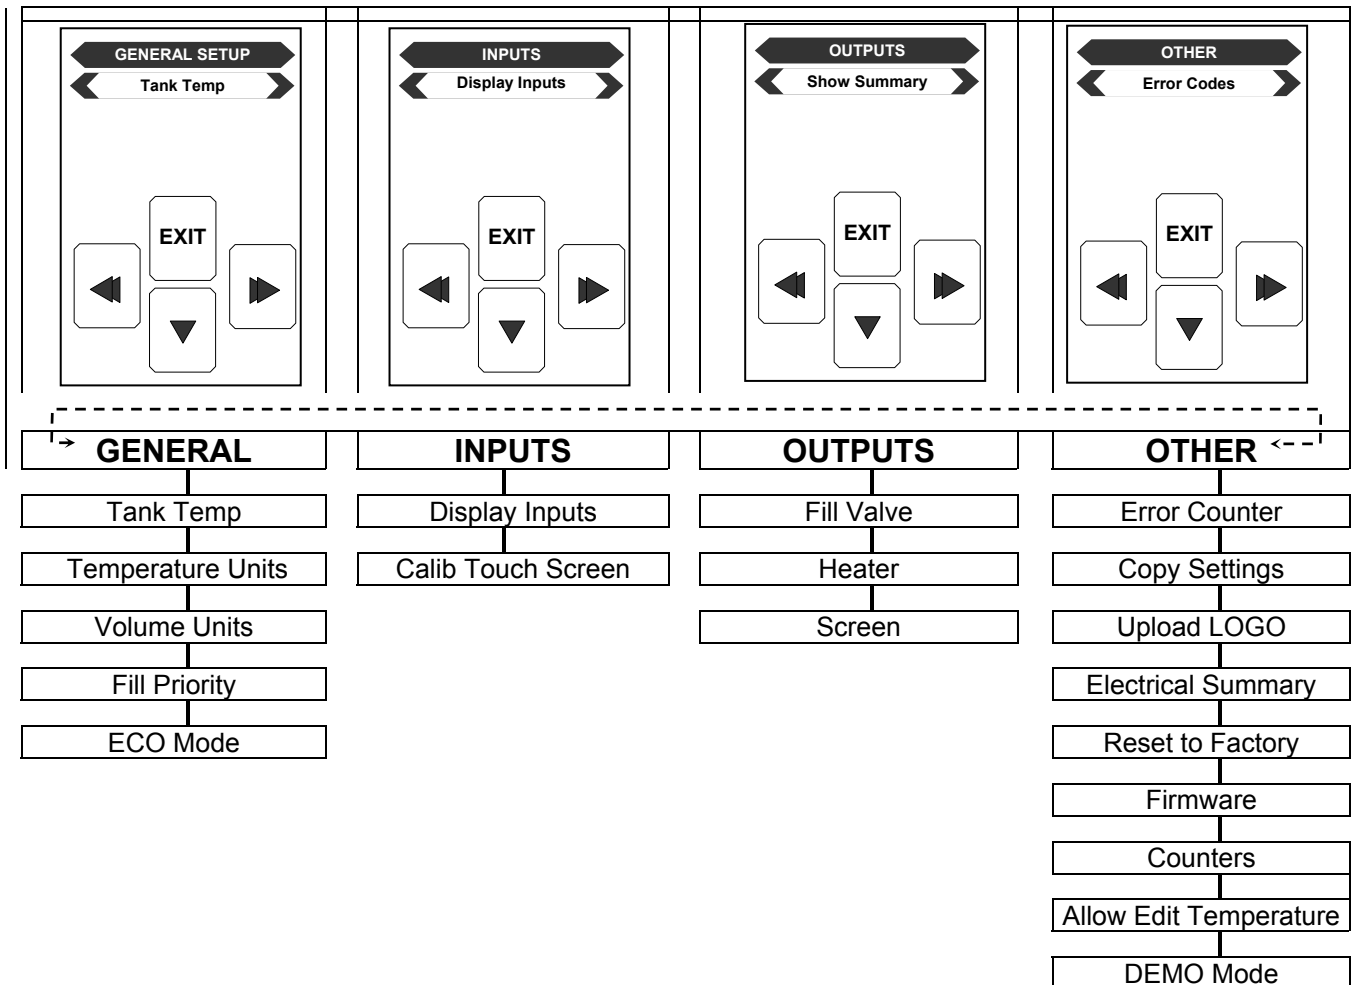 GENERAL SETUP
Tank Temp
EXIT
INPUTS
Display Inputs
EXIT
OUTPUTS
Show Summary
EXIT
OTHER
Error Codes
EXIT
GENERAL
Tank Temp
Temperature Units
Volume Units
Fill Priority
ECO Mode
INPUTS
Display Inputs
Calib Touch Screen
OUTPUTS
Fill Valve
Heater
Screen
OTHER
Error Counter
Copy Settings
Upload LOGO
Electrical Summary
Reset to Factory
Firmware
Counters
Allow Edit Temperature
DEMO Mode